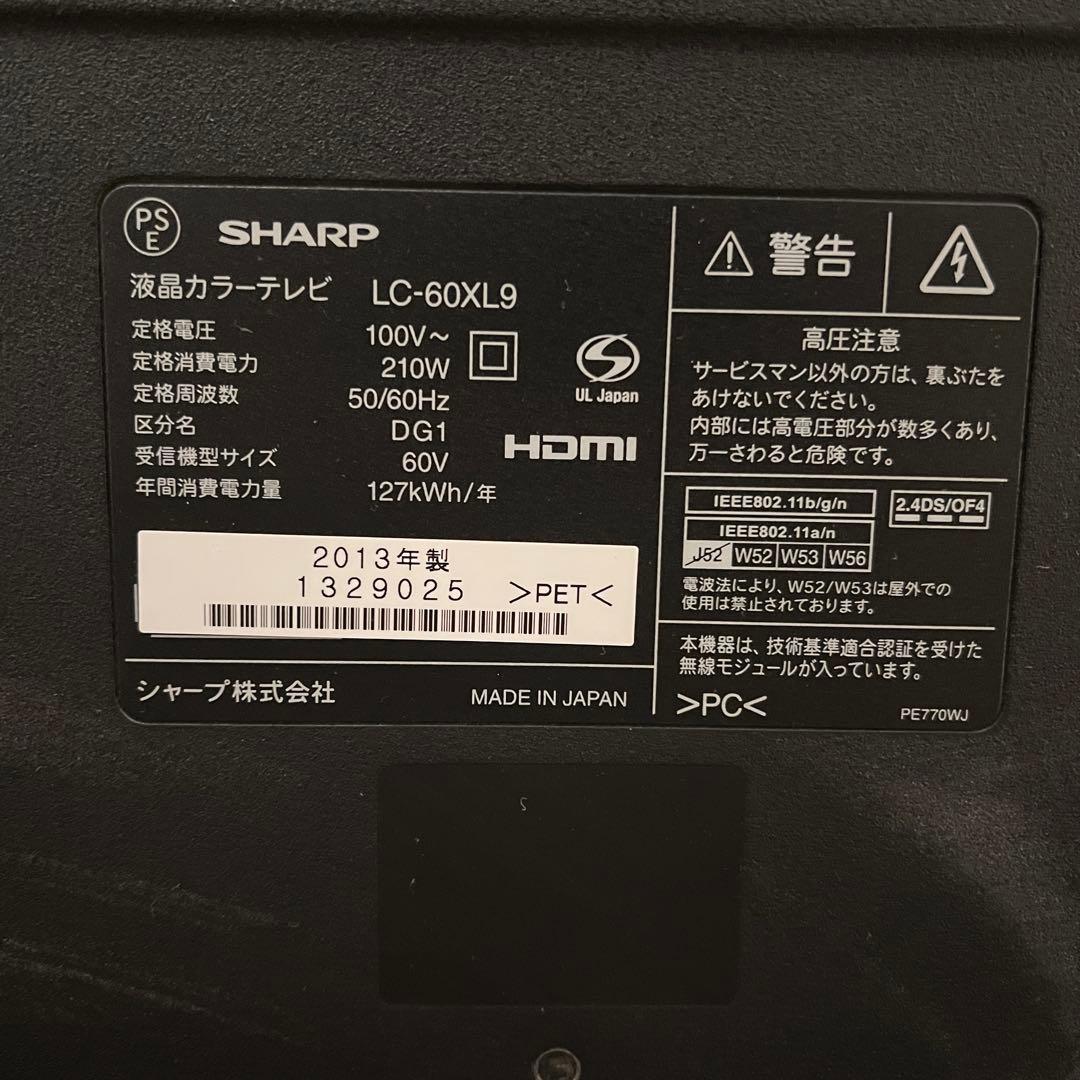 PS
E
SHARP
液晶カラーテレビ LC-60XL9
定格電圧 100V～
定格消費電力 210W
定格周波数 50/60Hz
区分名 DG1
受信機型サイズ 60V
年間消費電力量 127kWh/年
UL Japan
HDMI
2013年製
1329025 >PET<
シャープ株式会社 MADE IN JAPAN
警告
高圧注意
サービスマン以外の方は、裏ぶたを
あけないでください。
内部には高電圧部分が数多くあり、
万一さわると危険です。
IEEE802.11b/g/n 2.4DS/OF4
IEEE802.11a/n
J52 W52 W53 W56
電波法により、W52/W53は屋外での
使用は禁止されております。
本機器は、技術基準適合認証を受けた
無線モジュールが入っています。
>PC< PE770WJ